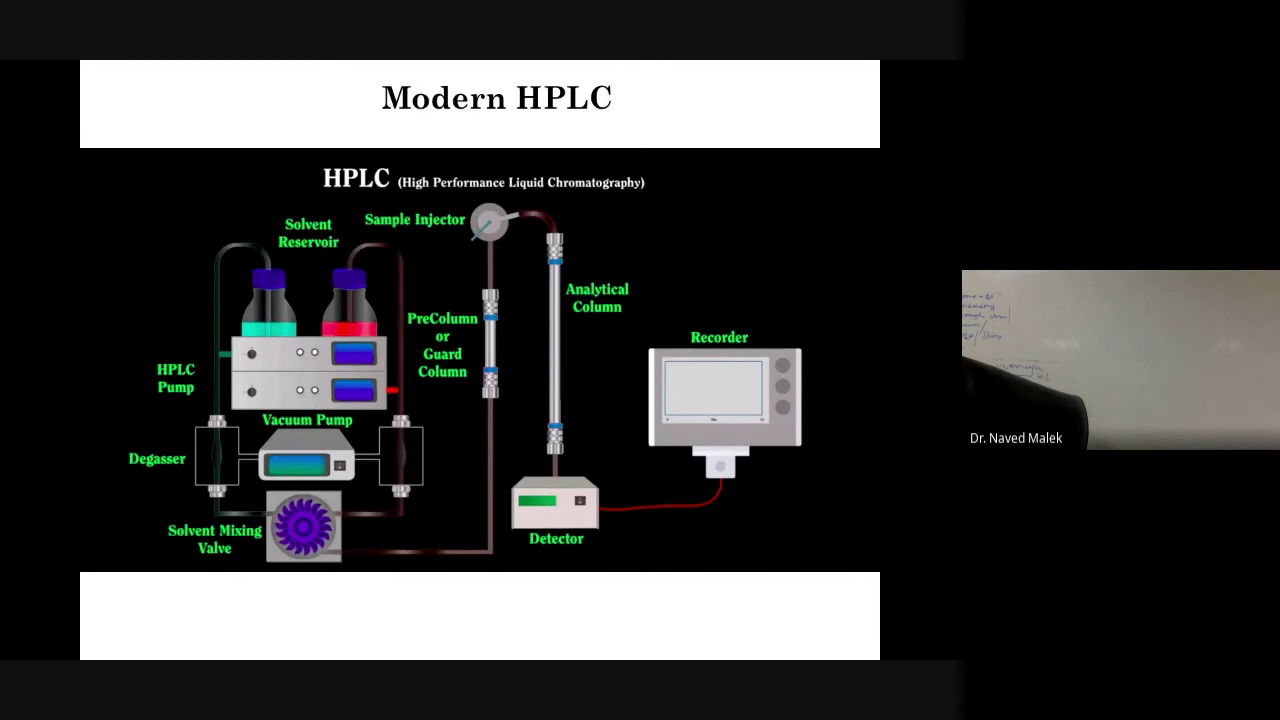 Modern HPLC
HPLC (High Performance Liquid Chromatography)
Solvent
Reservoir
Sample Injector
Analytical
Column
PreColumn
or
Guard
Column
Recorder
HPLC
Pump
Vacuum Pump
Degasser
Solvent Mixing
Valve
Detector
Dr. Naved Malek